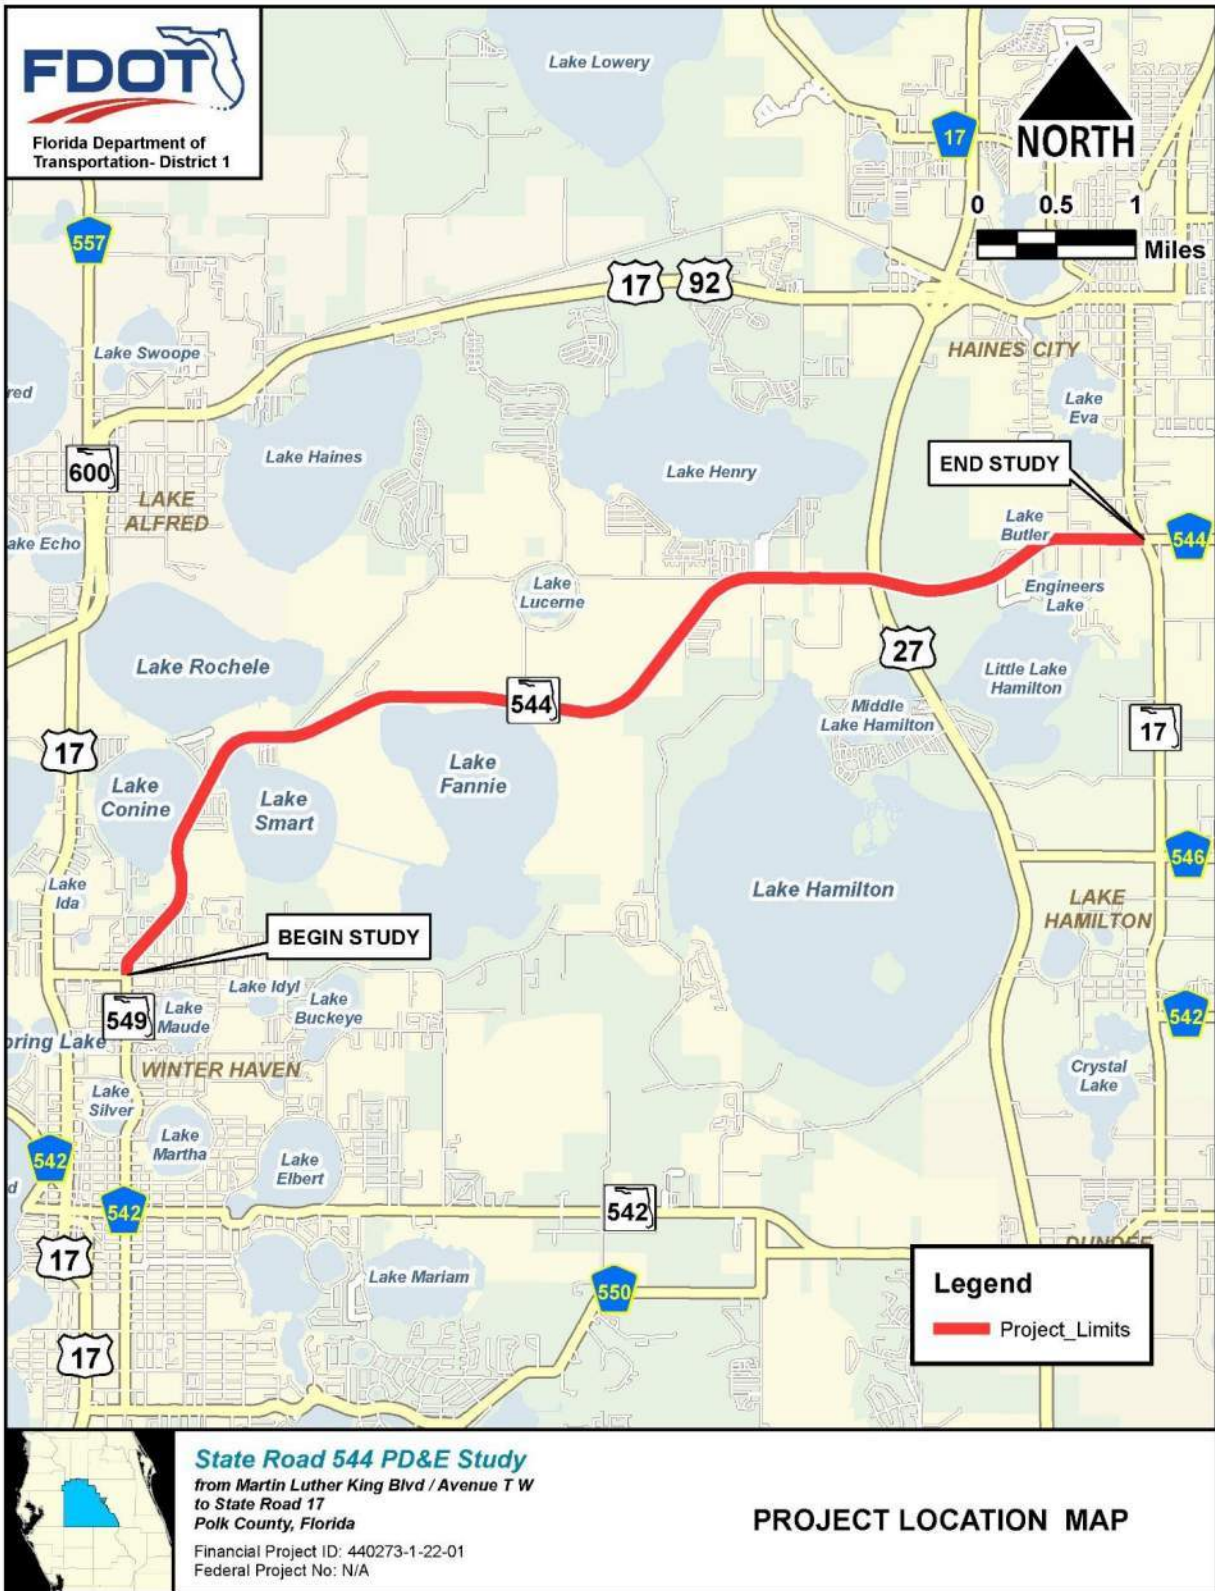 FDOT
Florida Department of
Transportation- District 1
Lake Lowery
17
NORTH
0 0.5 1
Miles
557
17 92
Lake Swoope
HAINES CITY
red
Lake
Eva
Lake Haines
Lake Henry
END STUDY
600
LAKE
ALFRED
Lake
Butler
544
ake Echo
Lake
Lucerne
Engineers
Lake
27
Lake Rochele
Little Lake
Hamilton
544
Middle
Lake Hamilton
17
17
Lake
Conine
Lake
Smart
Lake
Fannie
546
Lake
Ida
Lake Hamilton
LAKE
HAMILTON
BEGIN STUDY
Lake Idyl
Lake
Buckeye
549
Lake
Maude
542
oring Lake
WINTER HAVEN
Crystal
Lake
Lake
Silver
Lake
Martha
542
Lake
Elbert
d
542
542
DUNDEE
17
Lake Mariam
550
Legend
Project_Limits
17
State Road 544 PD&E Study
from Martin Luther King Blvd / Avenue T W
to State Road 17
Polk County, Florida
Financial Project ID: 440273-1-22-01
Federal Project No: N/A
PROJECT LOCATION MAP